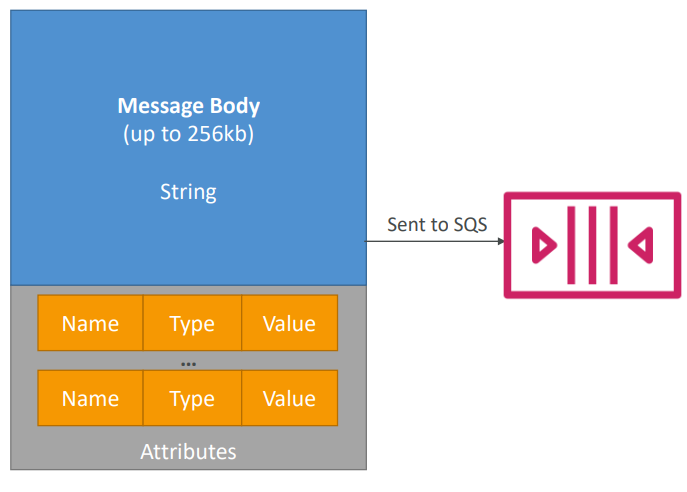 Message Body
(up to 256kb)
String
Sent to SQS
Name Type Value
...
Name Type Value
Attributes